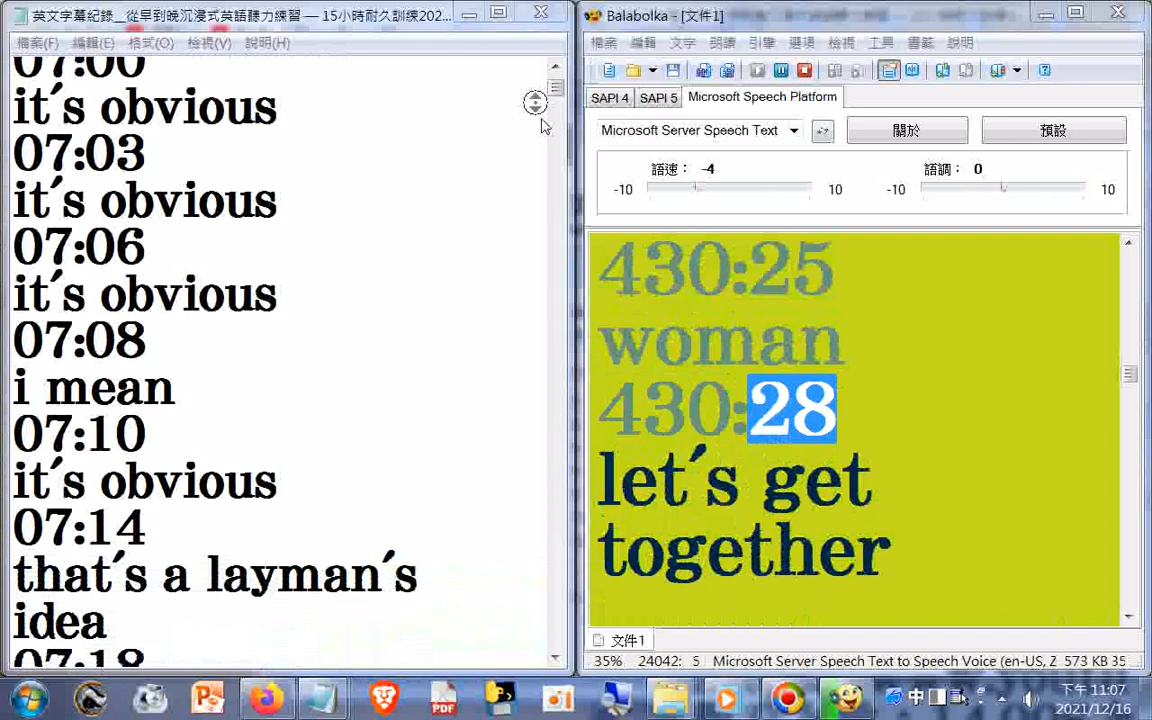 英文字幕紀錄__從早到晚沉浸式英語聽力練習 — 15小時耐久訓練202...
檔案(F) 編輯(E) 格式(O) 檢視(V) 說明(H)
07:00
it's obvious
07:03
it's obvious
07:06
it's obvious
07:08
i mean
07:10
it's obvious
07:14
that's a layman's
idea
07:18
Balabolka - [文件1]
檔案 編輯 文字 朗讀 引擎 選項 檢視 工具 書籤 說明
SAPI 4 SAPI 5 Microsoft Speech Platform
Microsoft Server Speech Text 關於 預設
語速： -4 語調： 0
-10 10 -10 10
430:25
woman
430:28
let's get
together
文件1
35% 24042: 5 Microsoft Server Speech Text to Speech Voice (en-US, Z 573 KB 35
PDF 中 下午 11:07
2021/12/16